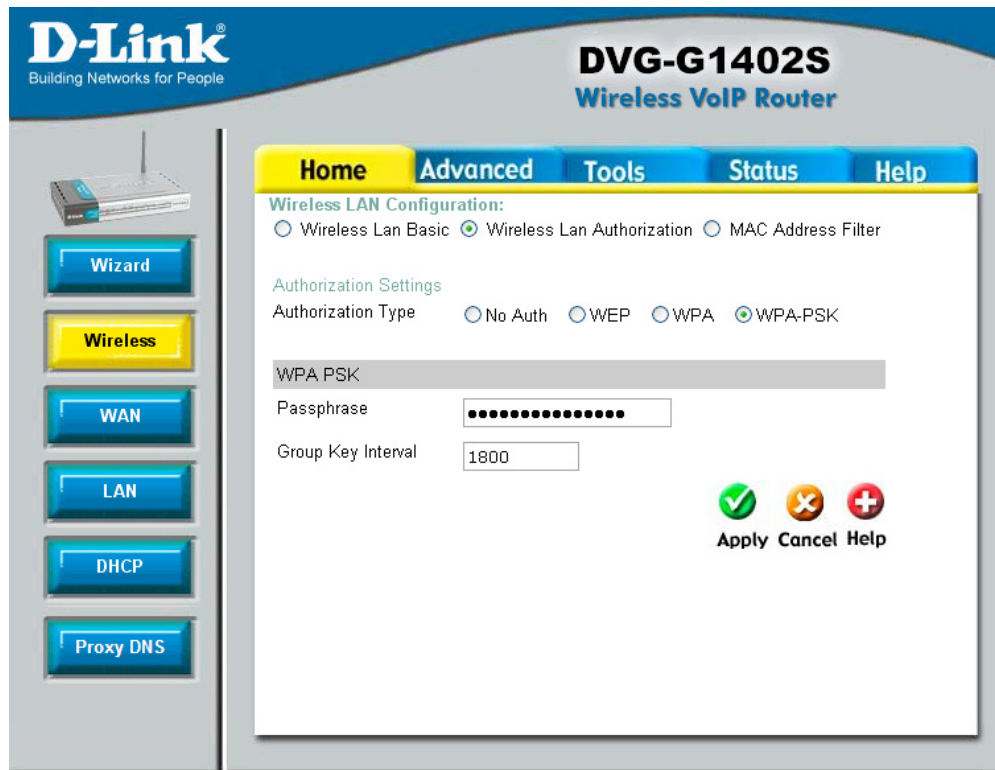 D-Link®
Building Networks for People
DVG-G1402S
Wireless VoIP Router
Home Advanced Tools Status Help
Wizard
Wireless
WAN
LAN
DHCP
Proxy DNS
Wireless LAN Configuration:
Wireless Lan Basic Wireless Lan Authorization MAC Address Filter
Authorization Settings
Authorization Type No Auth WEP WPA WPA-PSK
WPA PSK
Passphrase ●●●●●●●●●●●●●●●
Group Key Interval 1800
Apply Cancel Help